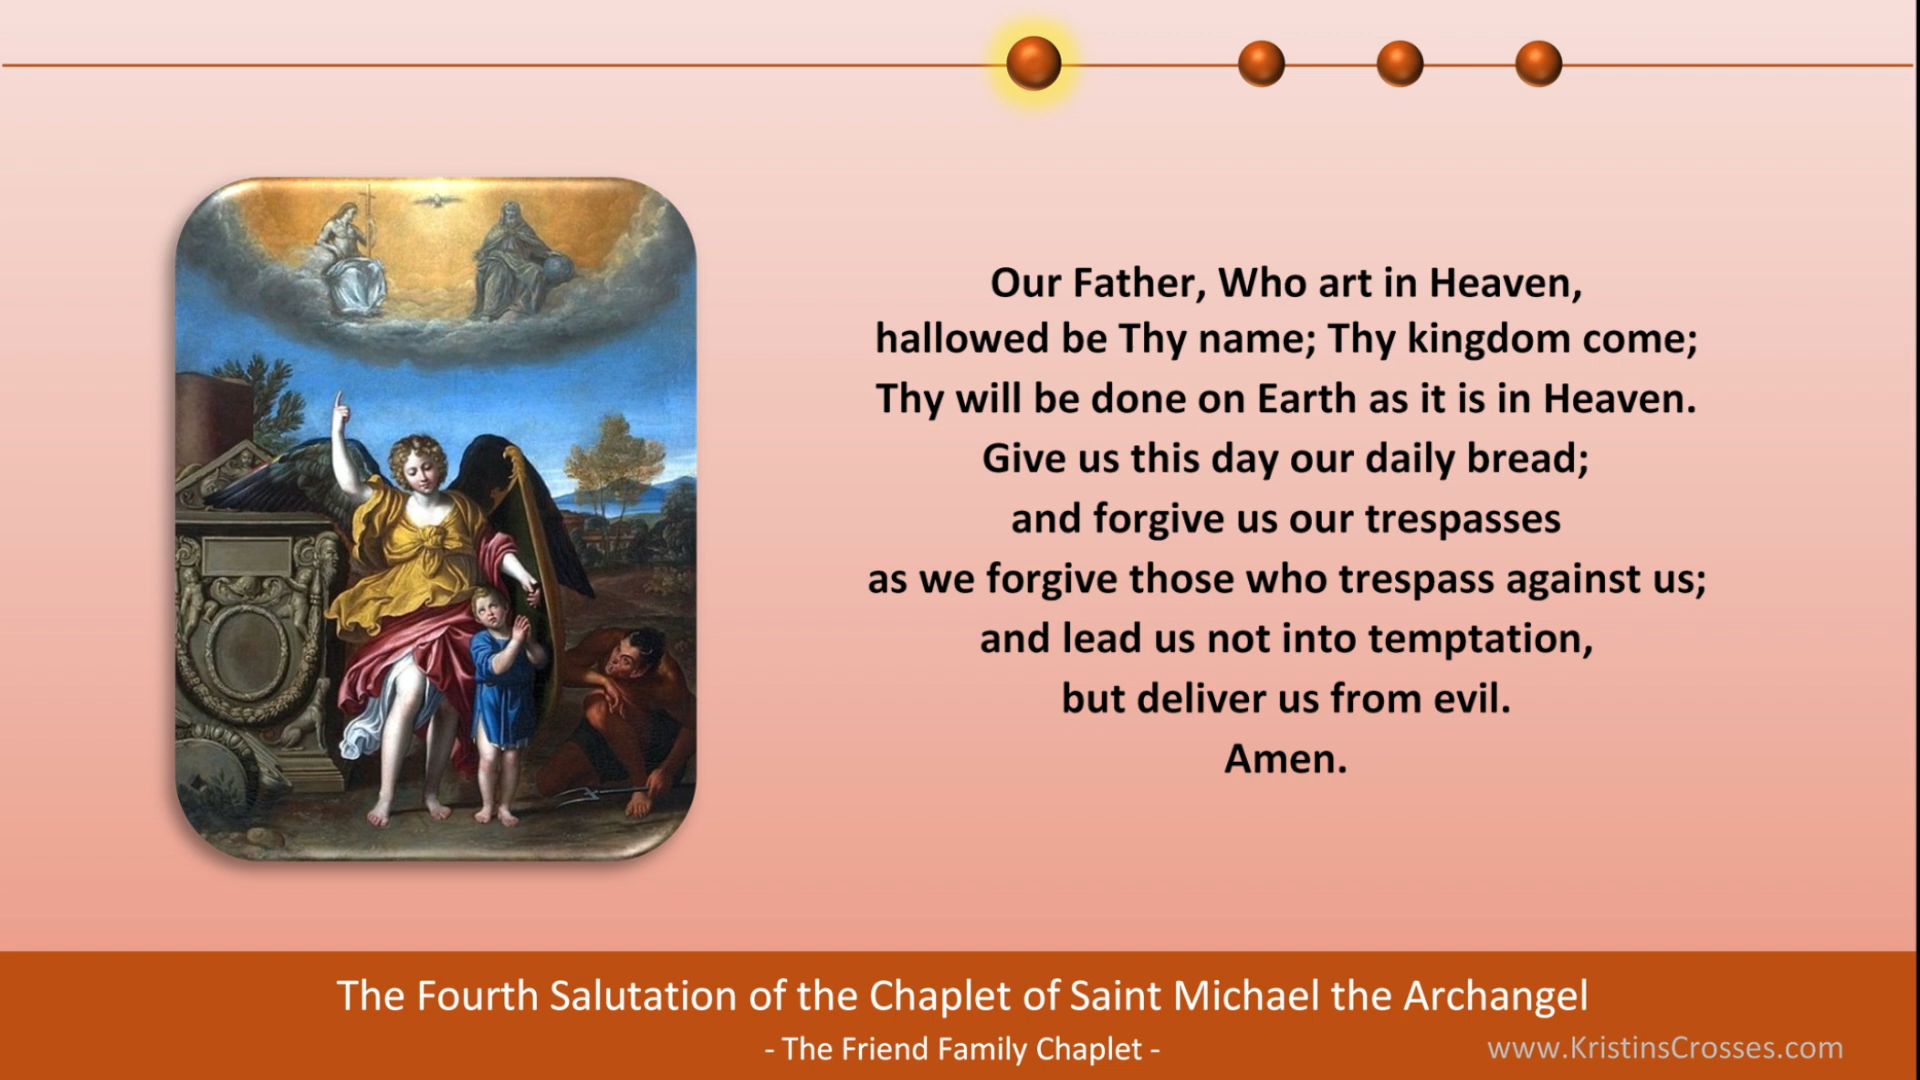 Our Father, Who art in Heaven,
hallowed be Thy name; Thy kingdom come;
Thy will be done on Earth as it is in Heaven.
Give us this day our daily bread;
and forgive us our trespasses
as we forgive those who trespass against us;
and lead us not into temptation,
but deliver us from evil.
Amen.
The Fourth Salutation of the Chaplet of Saint Michael the Archangel
- The Friend Family Chaplet -
www.KristinsCrosses.com